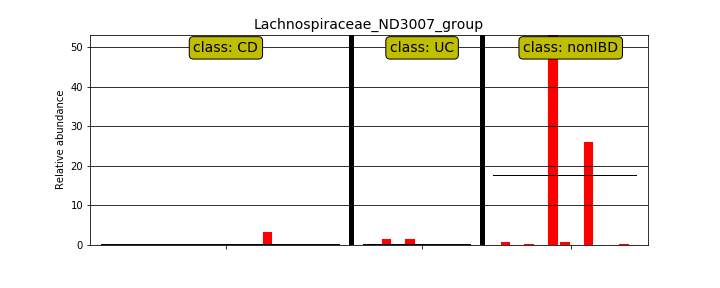 Lachnospiraceae_ND3007_group
class: CD
class: UC
class: nonIBD
Relative abundance
50
40
30
20
10
0